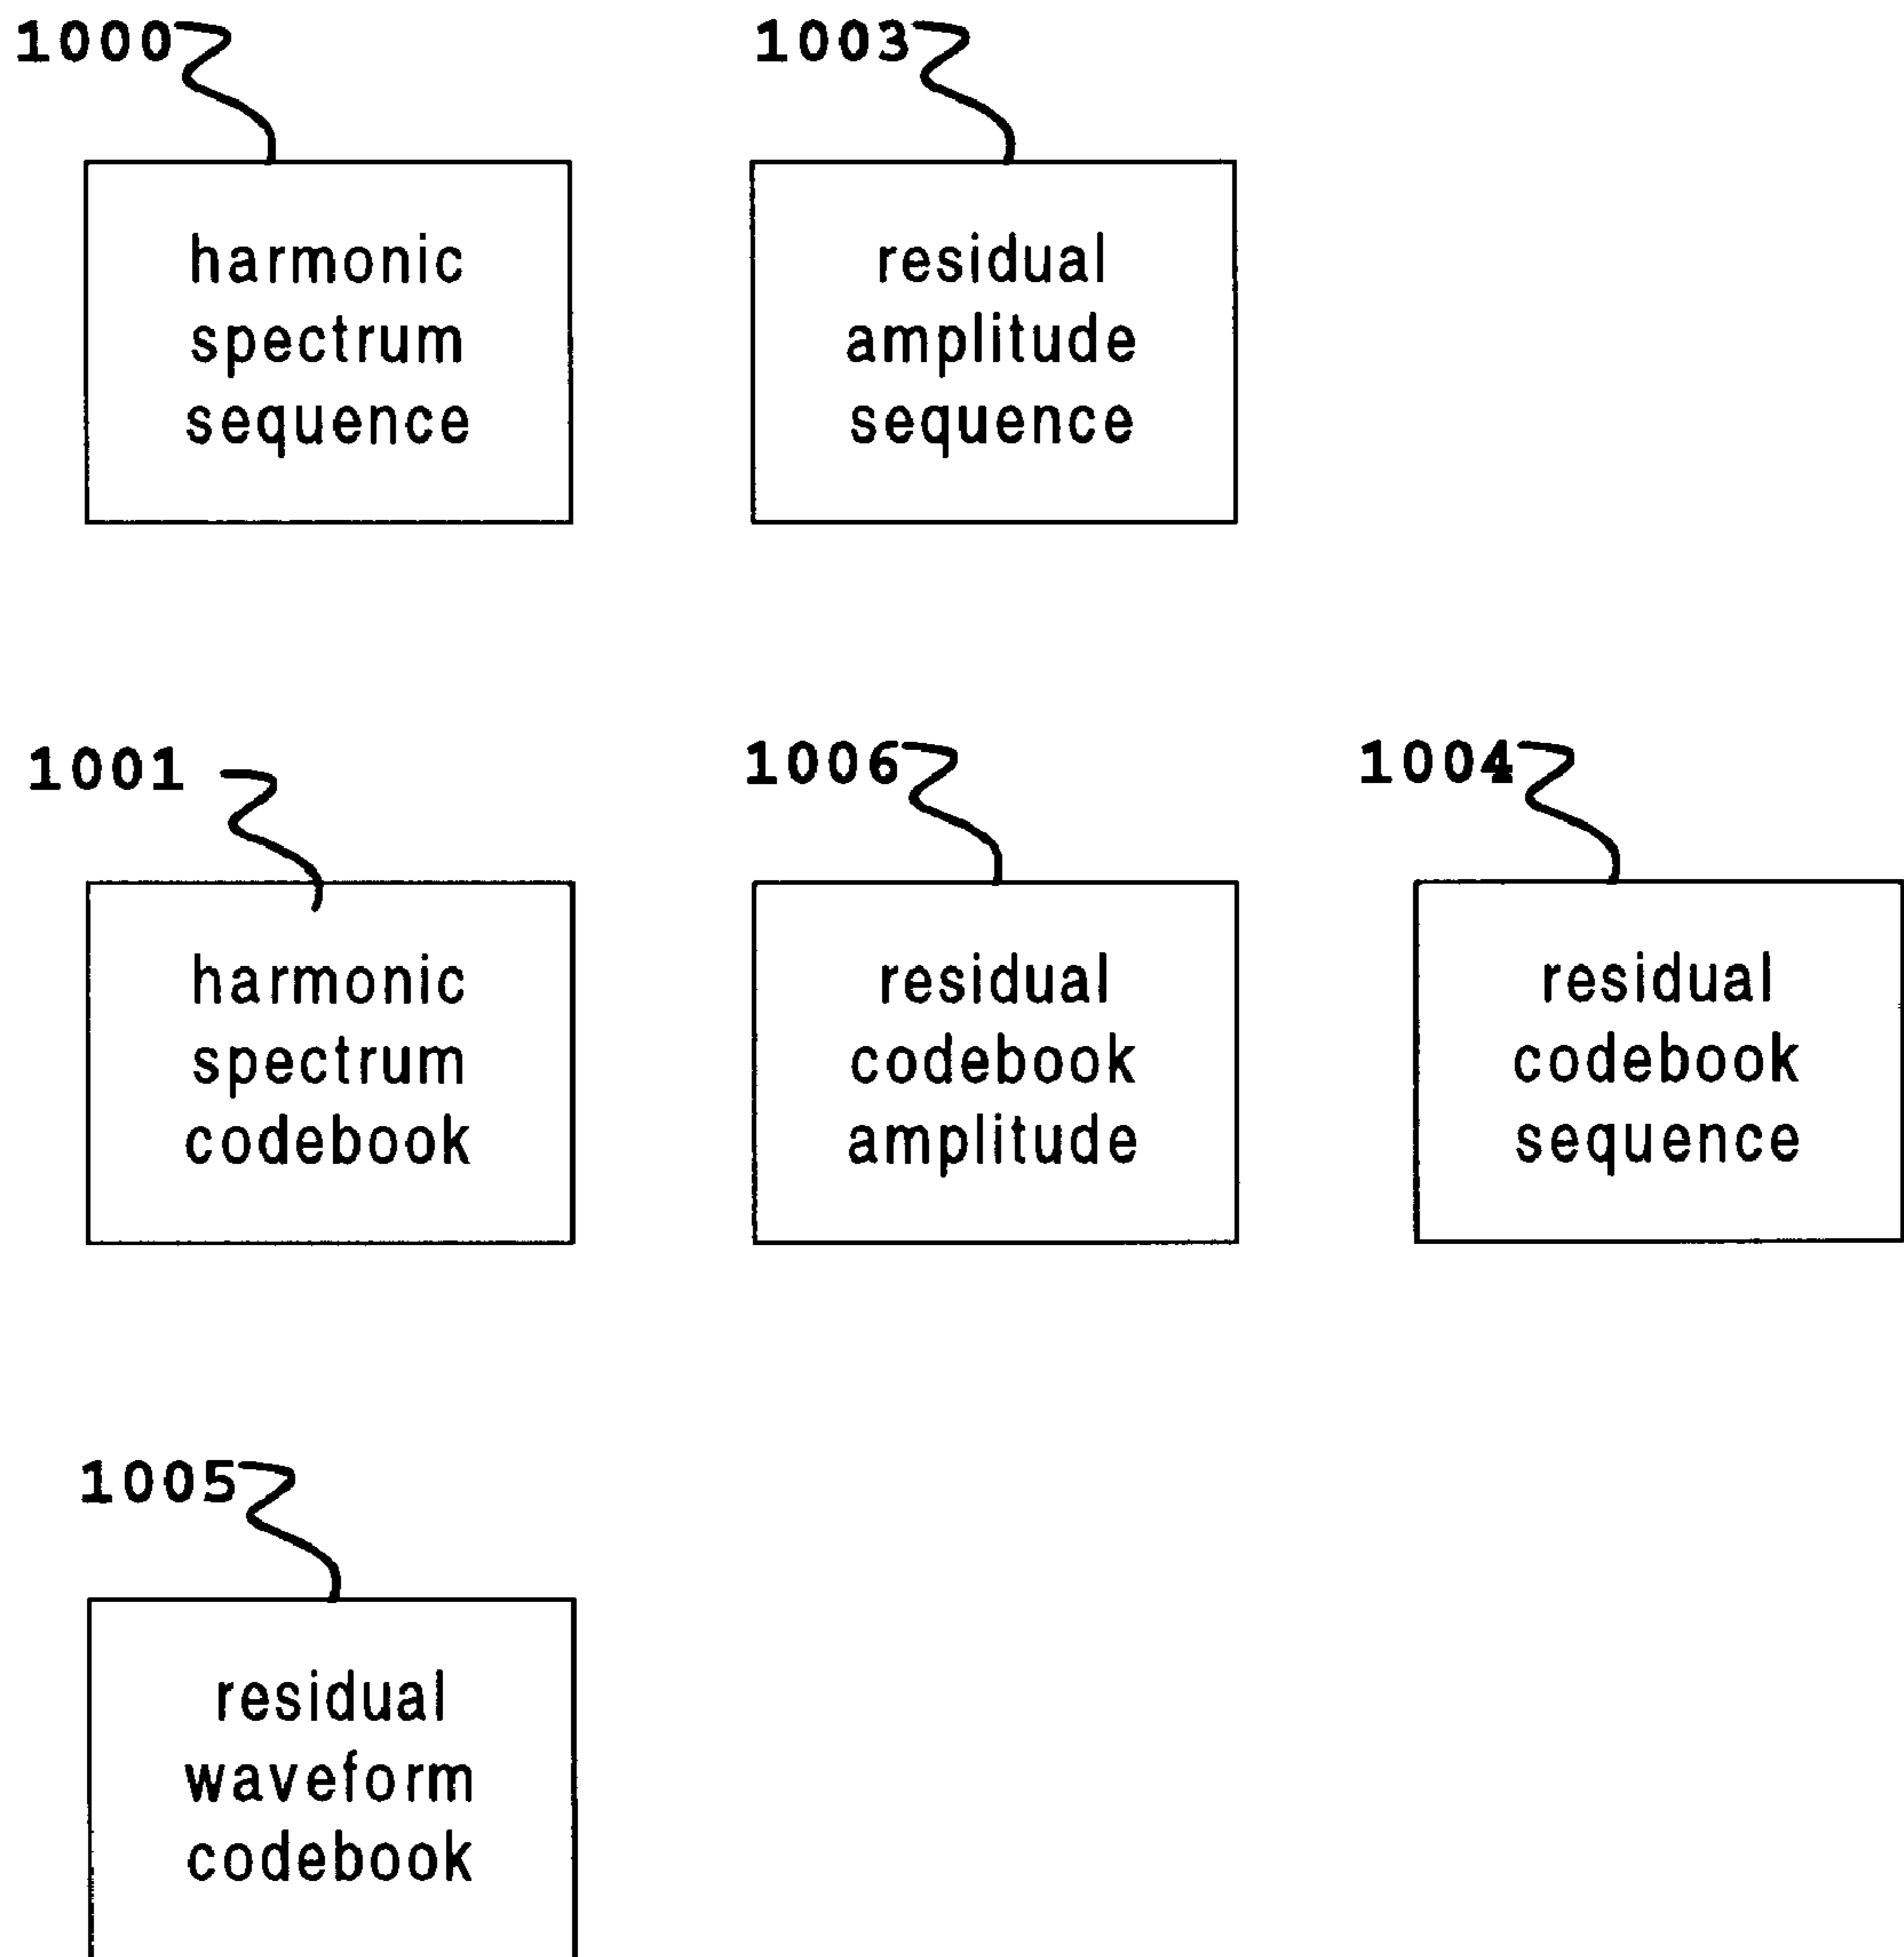 1000
harmonic
spectrum
sequence
1003
residual
amplitude
sequence
1001
harmonic
spectrum
codebook
1006
residual
codebook
amplitude
1004
residual
codebook
sequence
1005
residual
waveform
codebook